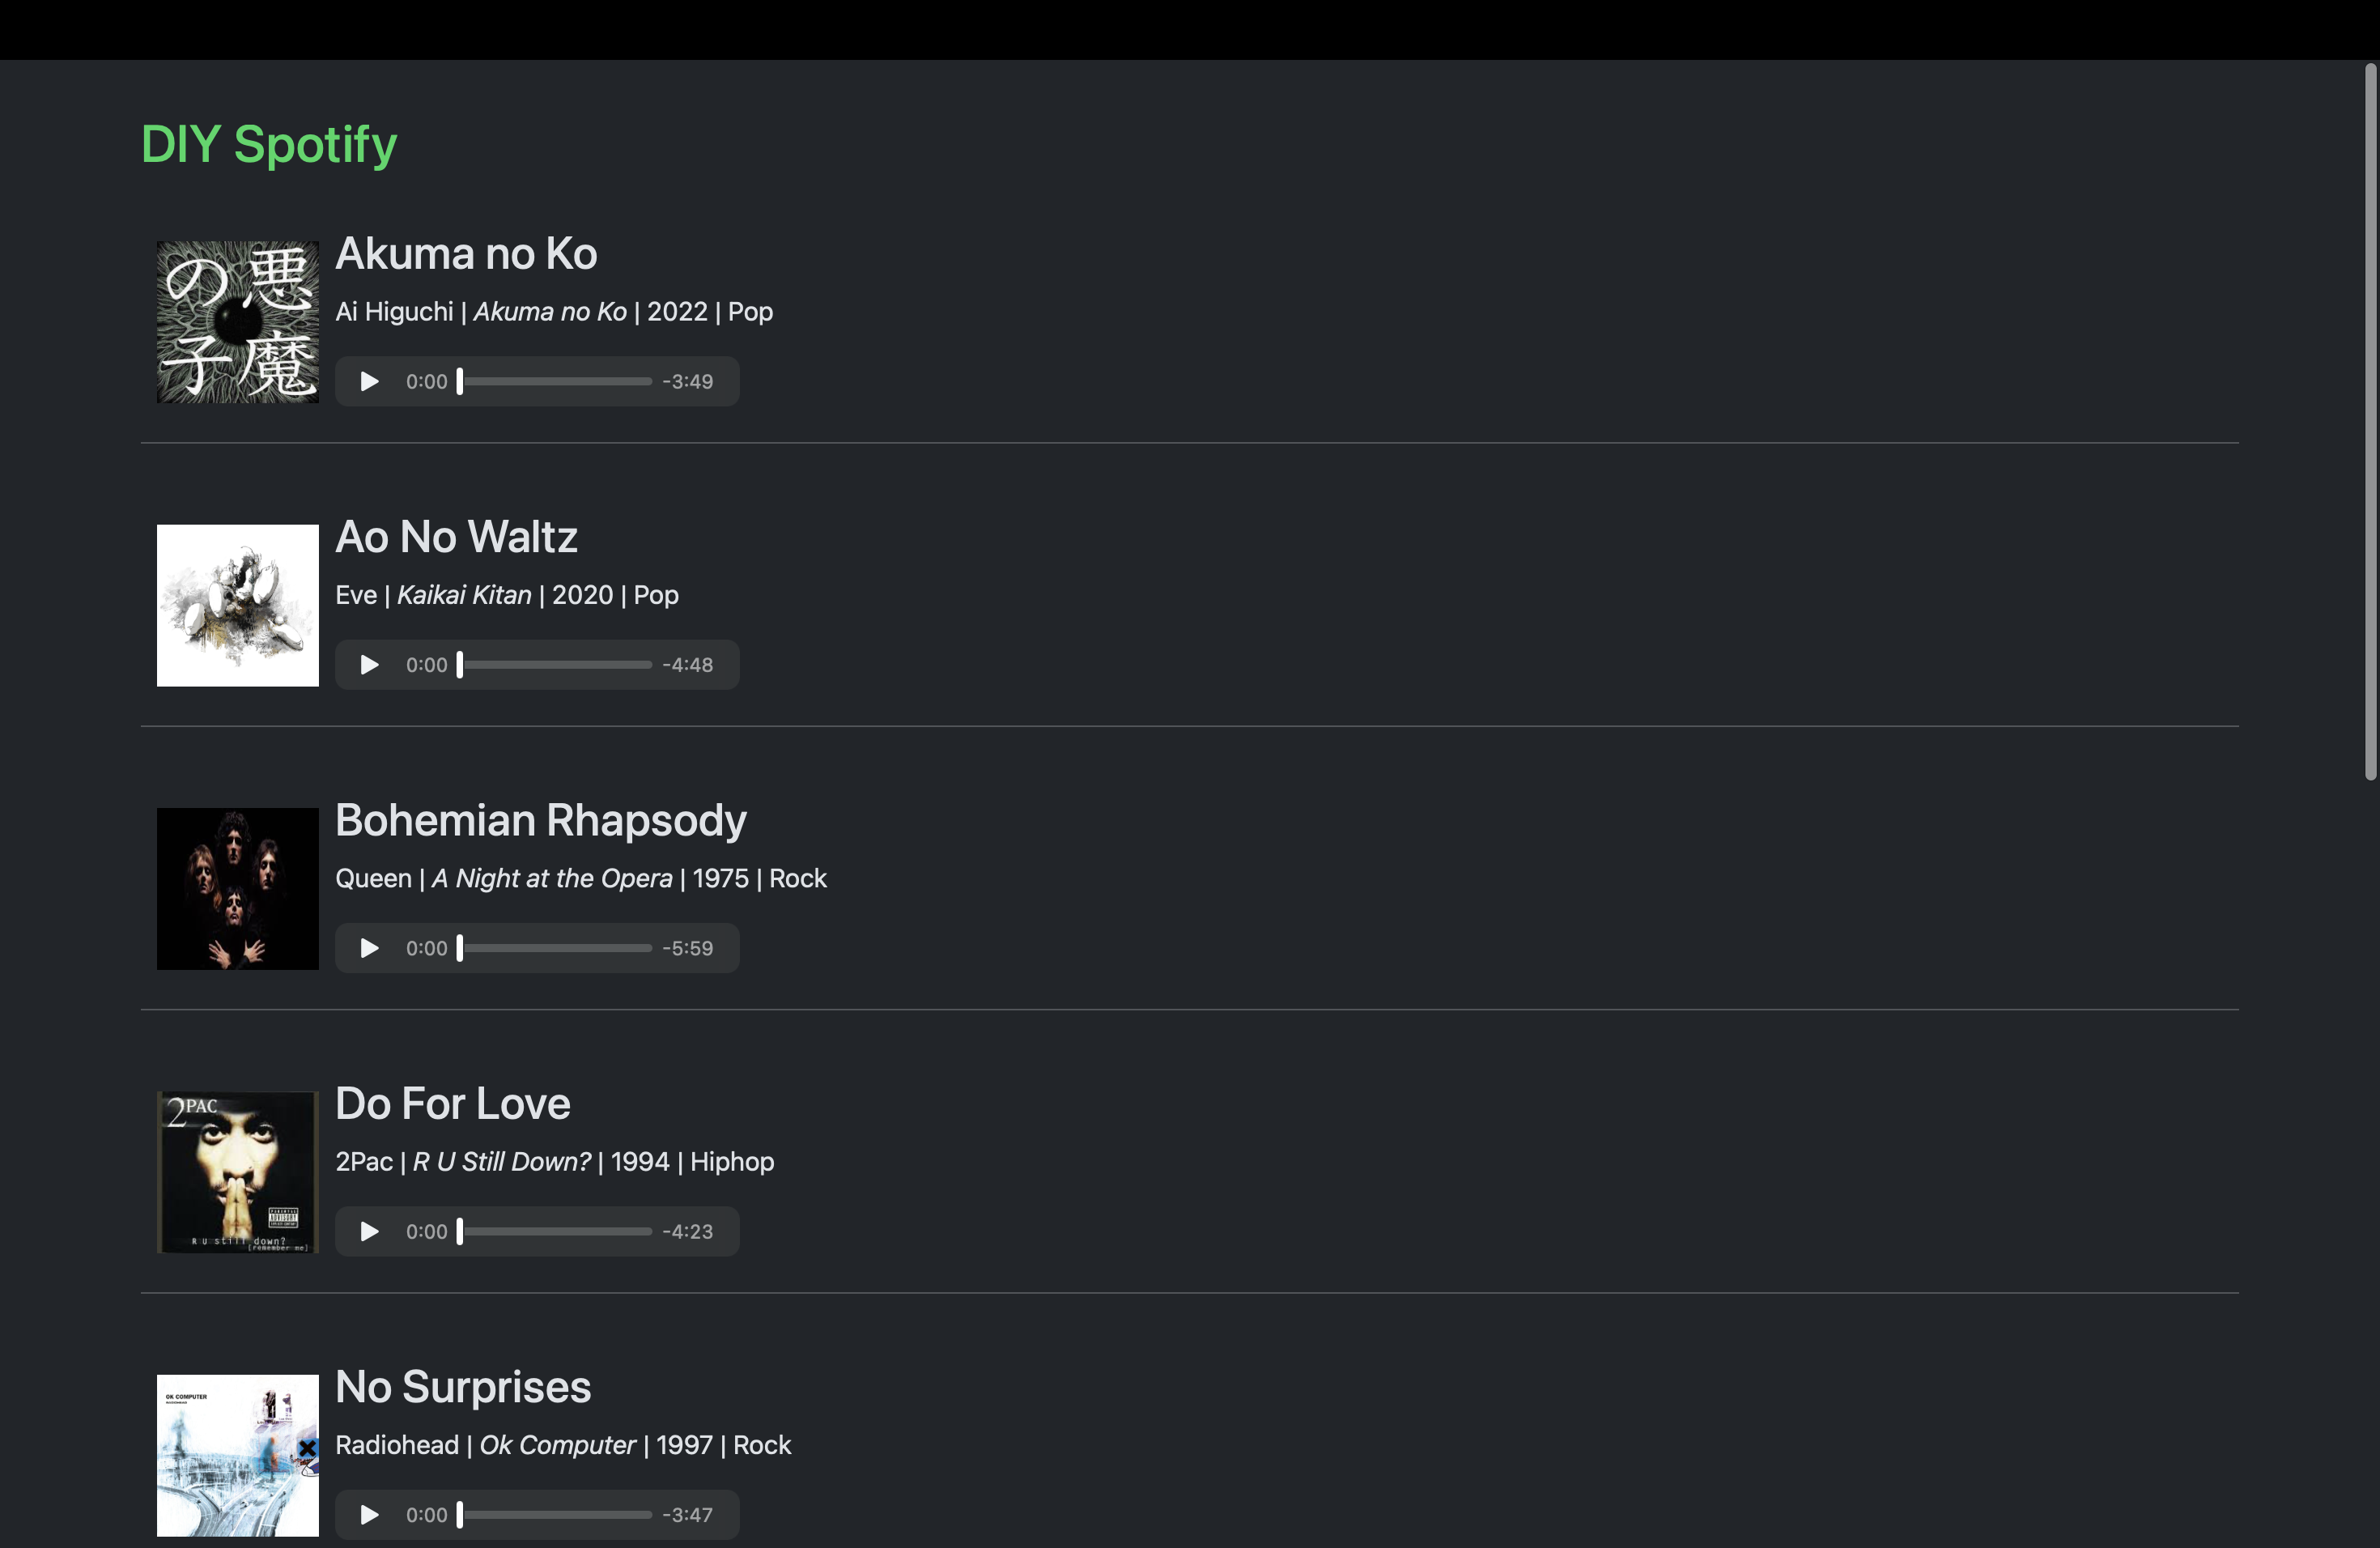 DIY Spotify
の悪
子魔
Akuma no Ko
Ai Higuchi | Akuma no Ko | 2022 | Pop
0:00 -3:49
Ao No Waltz
Eve | Kaikai Kitan | 2020 | Pop
0:00 -4:48
Bohemian Rhapsody
Queen | A Night at the Opera | 1975 | Rock
0:00 -5:59
2PAC
PARENTAL
ADVISORY
R U still down?
[remember me]
Do For Love
2Pac | R U Still Down? | 1994 | Hiphop
0:00 -4:23
OK COMPUTER
No Surprises
Radiohead | Ok Computer | 1997 | Rock
0:00 -3:47